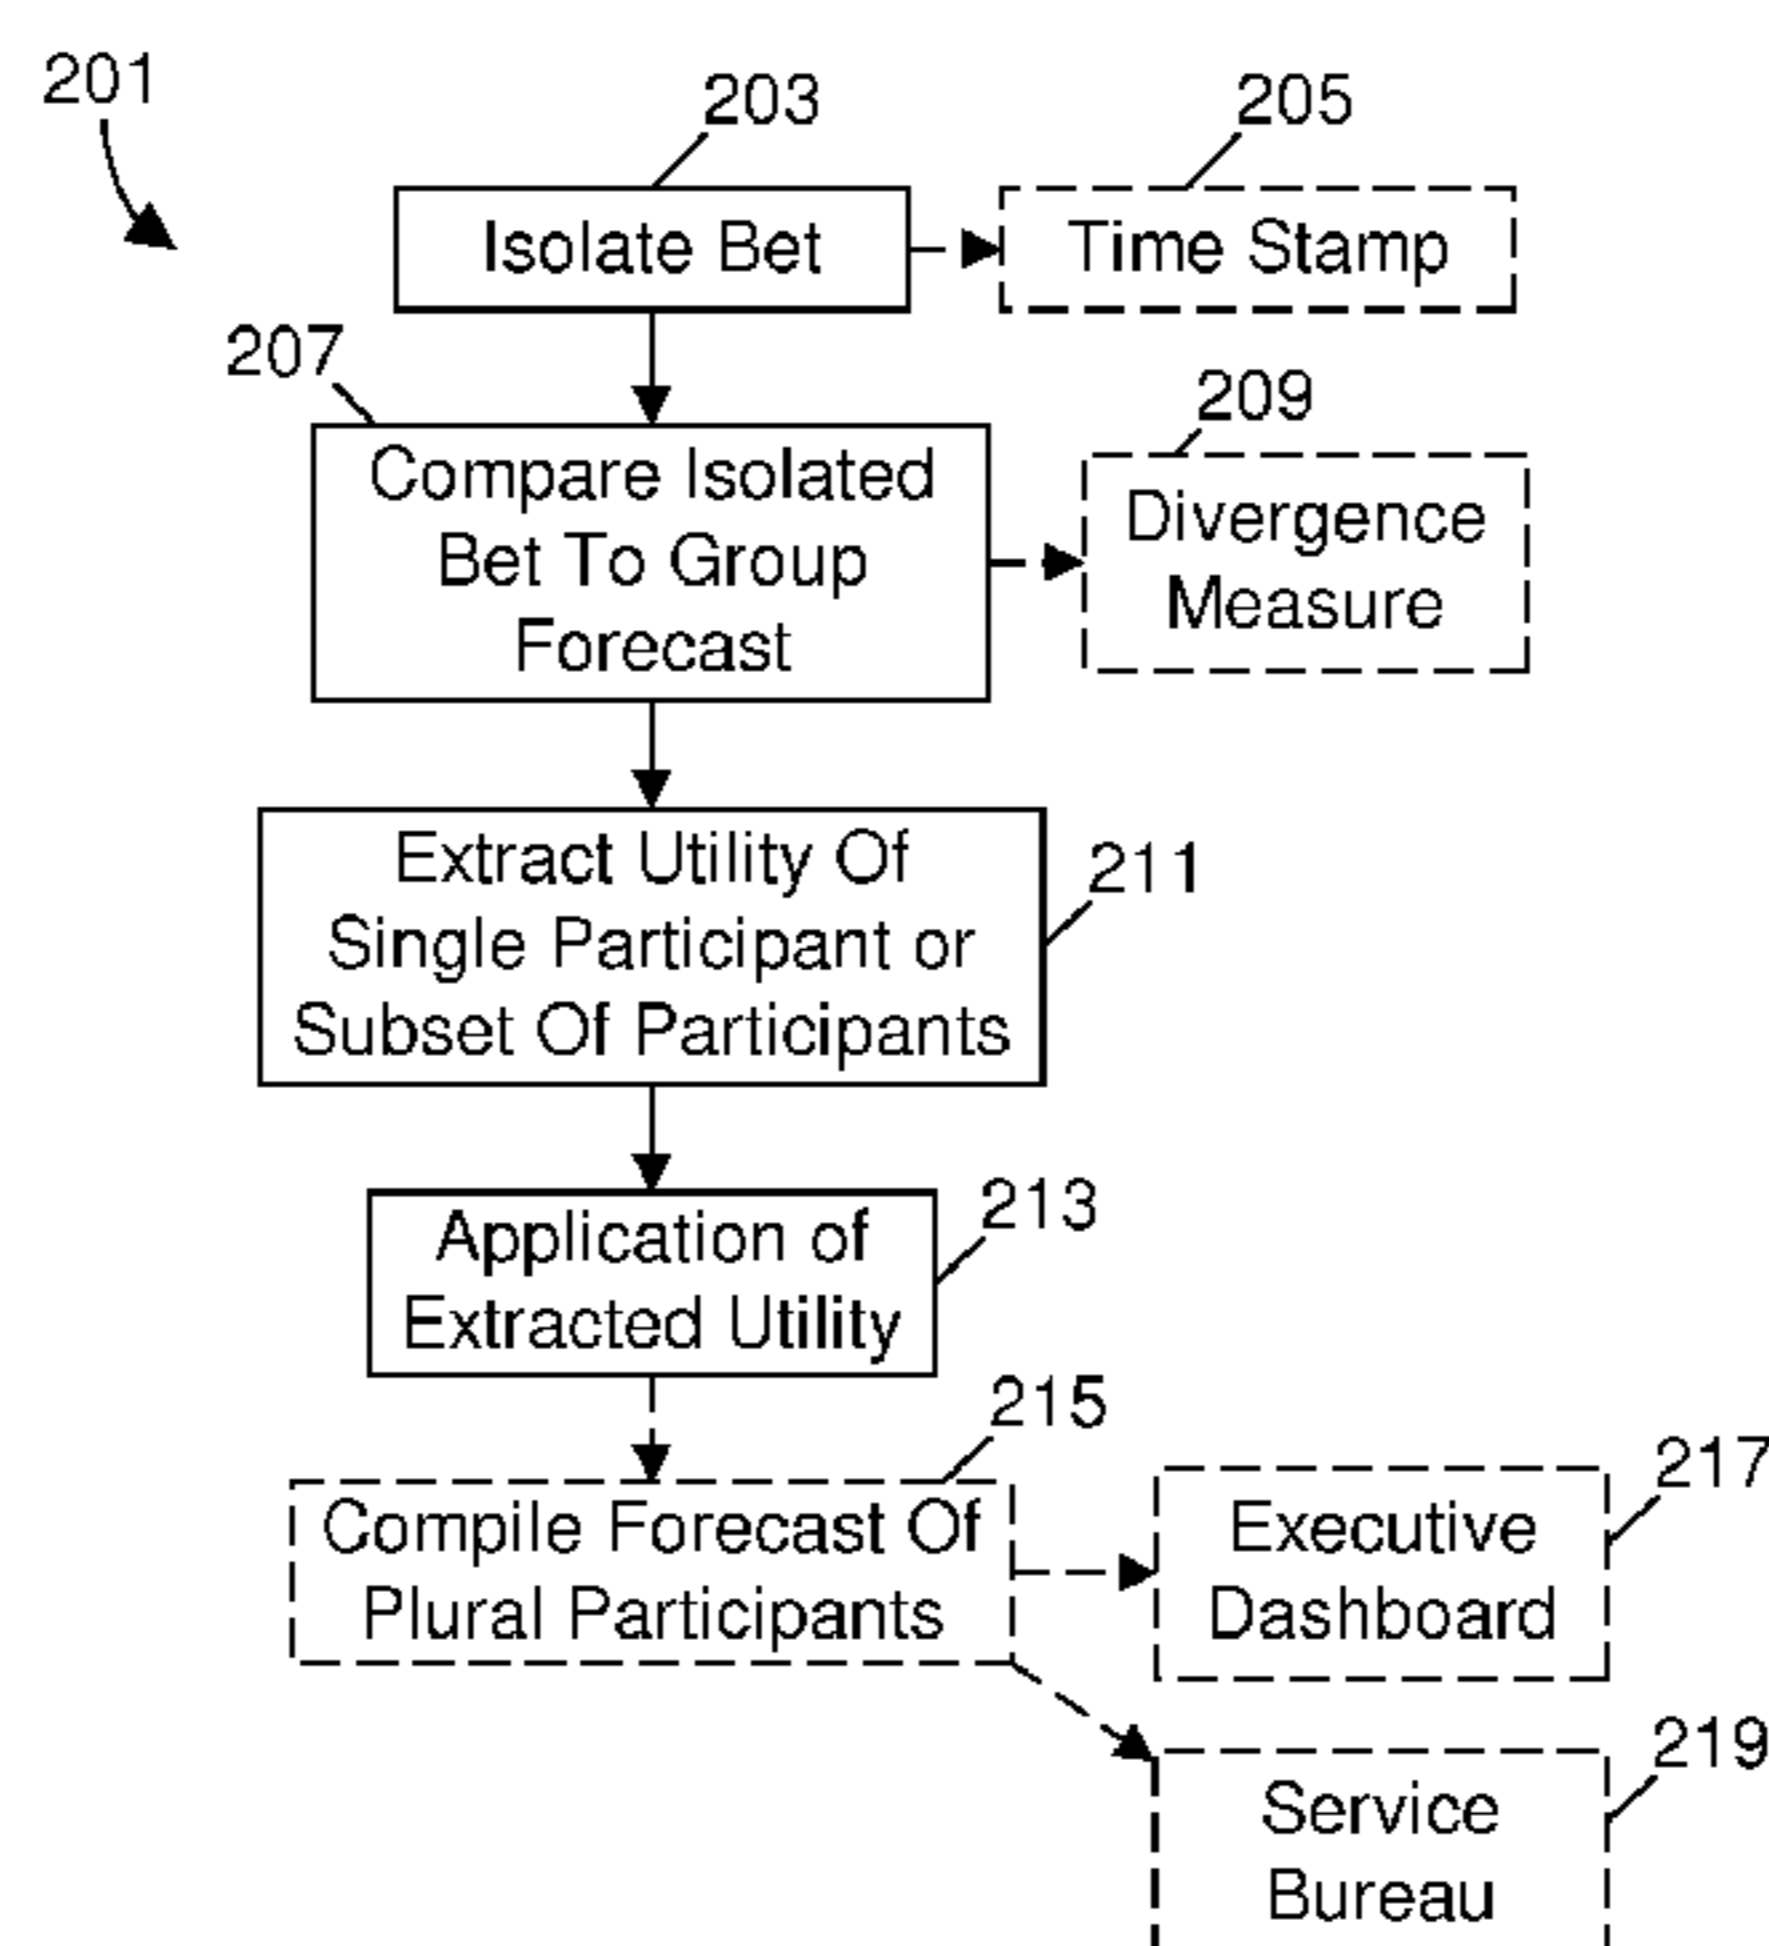 201
203
205
Isolate Bet
Time Stamp
207
209
Compare Isolated
Bet To Group
Forecast
Divergence
Measure
Extract Utility Of
Single Participant or
Subset Of Participants
211
213
Application of
Extracted Utility
215
217
Compile Forecast Of
Plural Participants
Executive
Dashboard
219
Service
Bureau